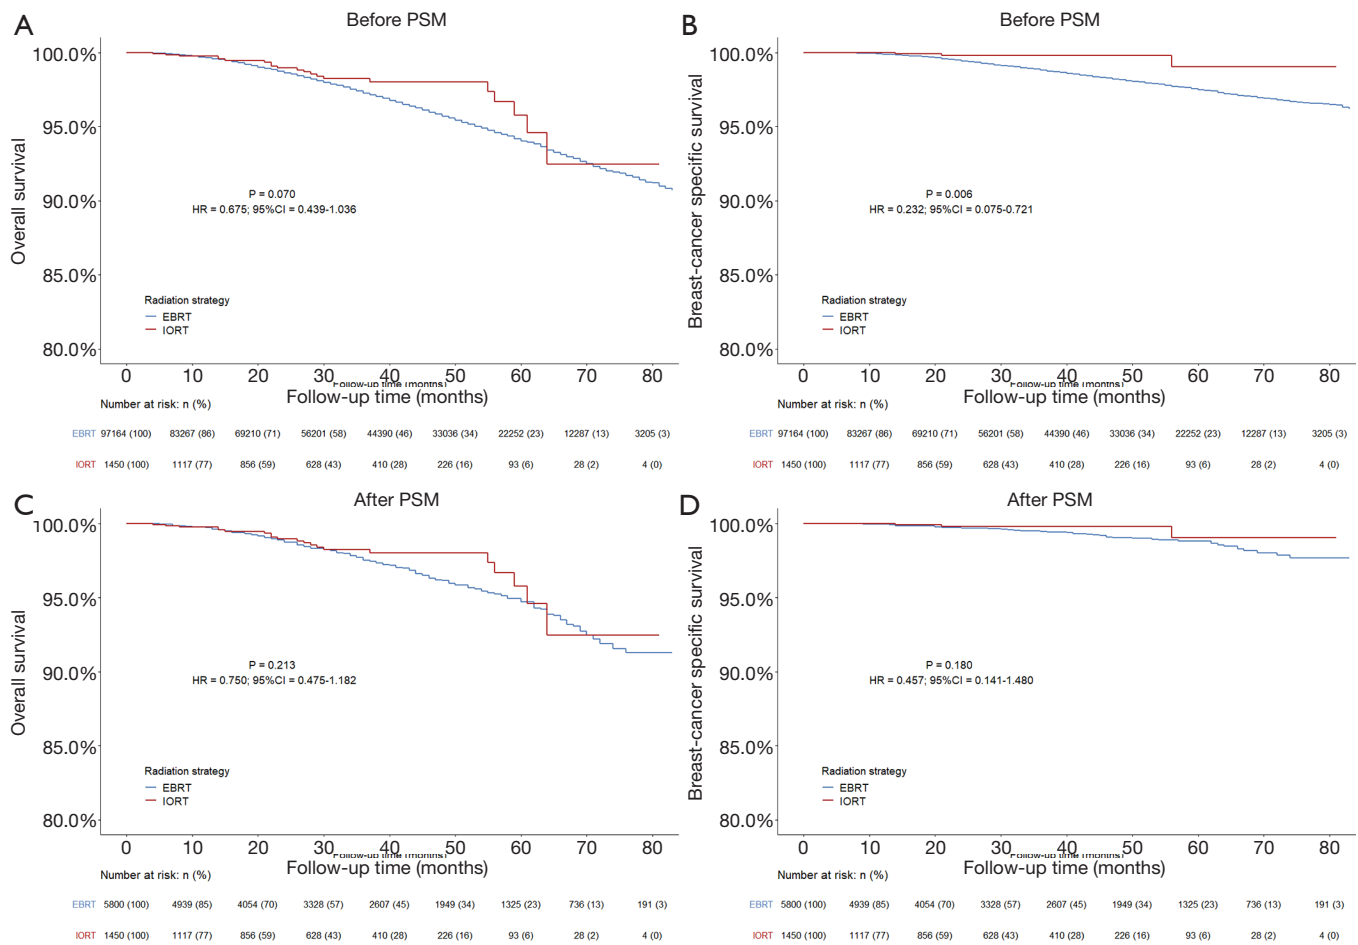 A
Before PSM
100.0%
95.0%
90.0%
85.0%
80.0%
Overall survival
P = 0.070
HR = 0.675; 95%CI = 0.439-1.036
Radiation strategy
EBRT
IORT
0 10 20 30 40 50 60 70 80
Follow-up time (months)
Follow-up time (months)
Number at risk: n (%)
EBRT 97164 (100) 83267 (86) 69210 (71) 56201 (58) 44390 (46) 33036 (34) 22252 (23) 12287 (13) 3205 (3)
IORT 1450 (100) 1117 (77) 856 (59) 628 (43) 410 (28) 226 (16) 93 (6) 28 (2) 4 (0)
B
Before PSM
100.0%
95.0%
90.0%
85.0%
80.0%
Breast-cancer specific survival
P = 0.006
HR = 0.232; 95%CI = 0.075-0.721
Radiation strategy
EBRT
IORT
0 10 20 30 40 50 60 70 80
Follow-up time (months)
Follow-up time (months)
Number at risk: n (%)
EBRT 97164 (100) 83267 (86) 69210 (71) 56201 (58) 44390 (46) 33036 (34) 22252 (23) 12287 (13) 3205 (3)
IORT 1450 (100) 1117 (77) 856 (59) 628 (43) 410 (28) 226 (16) 93 (6) 28 (2) 4 (0)
C
After PSM
100.0%
95.0%
90.0%
85.0%
80.0%
Overall survival
P = 0.213
HR = 0.750; 95%CI = 0.475-1.182
Radiation strategy
EBRT
IORT
0 10 20 30 40 50 60 70 80
Follow-up time (months)
Follow-up time (months)
Number at risk: n (%)
EBRT 5800 (100) 4939 (85) 4054 (70) 3328 (57) 2607 (45) 1949 (34) 1325 (23) 736 (13) 191 (3)
IORT 1450 (100) 1117 (77) 856 (59) 628 (43) 410 (28) 226 (16) 93 (6) 28 (2) 4 (0)
D
After PSM
100.0%
95.0%
90.0%
85.0%
80.0%
Breast-cancer specific survival
P = 0.180
HR = 0.457; 95%CI = 0.141-1.480
Radiation strategy
EBRT
IORT
0 10 20 30 40 50 60 70 80
Follow-up time (months)
Follow-up time (months)
Number at risk: n (%)
EBRT 5800 (100) 4939 (85) 4054 (70) 3328 (57) 2607 (45) 1949 (34) 1325 (23) 736 (13) 191 (3)
IORT 1450 (100) 1117 (77) 856 (59) 628 (43) 410 (28) 226 (16) 93 (6) 28 (2) 4 (0)